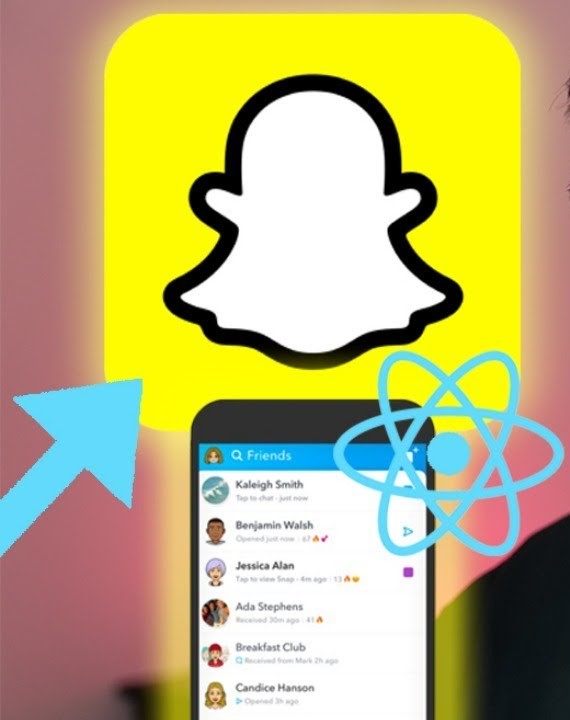 Friends
Kaleigh Smith
Tap to chat - just now
Benjamin Walsh
Opened just now | 67🔥💕
Jessica Alan
Tap to view Snap - 4m ago | 13🔥😊
Ada Stephens
Received 30m ago | 41🔥
Breakfast Club
Received from Mark 2h ago
Candice Hanson
Opened 3h ago